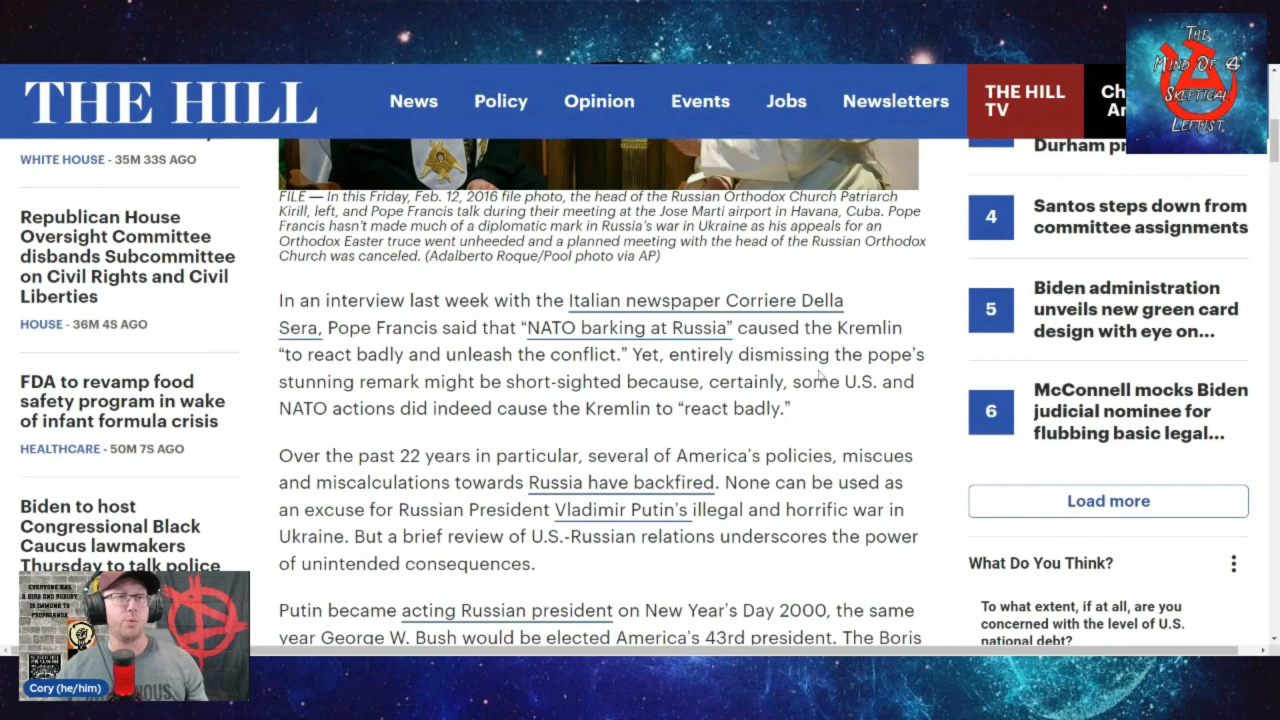 THE HILL
News
Policy
Opinion
Events
Jobs
Newsletters
THE HILL
TV
Ch
Ar
The
Mind Of A
Skeptical
Leftist
WHITE HOUSE - 35M 33S AGO
Republican House
Oversight Committee
disbands Subcommittee
on Civil Rights and Civil
Liberties
HOUSE - 36M 4S AGO
FDA to revamp food
safety program in wake
of infant formula crisis
HEALTHCARE - 50M 7S AGO
Biden to host
Congressional Black
Caucus lawmakers
Thursday to talk police
FILE — In this Friday, Feb. 12, 2016 file photo, the head of the Russian Orthodox Church Patriarch
Kirill, left, and Pope Francis talk during their meeting at the Jose Marti airport in Havana, Cuba. Pope
Francis hasn't made much of a diplomatic mark in Russia's war in Ukraine as his appeals for an
Orthodox Easter truce went unheeded and a planned meeting with the head of the Russian Orthodox
Church was canceled. (Adalberto Roque/Pool photo via AP)
In an interview last week with the Italian newspaper Corriere Della
Sera, Pope Francis said that “NATO barking at Russia” caused the Kremlin
“to react badly and unleash the conflict.” Yet, entirely dismissing the pope's
stunning remark might be short-sighted because, certainly, some U.S. and
NATO actions did indeed cause the Kremlin to “react badly.”
Over the past 22 years in particular, several of America's policies, miscues
and miscalculations towards Russia have backfired. None can be used as
an excuse for Russian President Vladimir Putin's illegal and horrific war in
Ukraine. But a brief review of U.S.-Russian relations underscores the power
of unintended consequences.
Putin became acting Russian president on New Year's Day 2000, the same
year George W. Bush would be elected America's 43rd president. The Boris
Durham pr
4
Santos steps down from
committee assignments
5
Biden administration
unveils new green card
design with eye on...
6
McConnell mocks Biden
judicial nominee for
flubbing basic legal...
Load more
What Do You Think?
To what extent, if at all, are you
concerned with the level of U.S.
national debt?
EVERYONE HAS
A BIAS AND NOBODY
IS IMMUNE TO
PROPAGANDA
Cory (he/him)